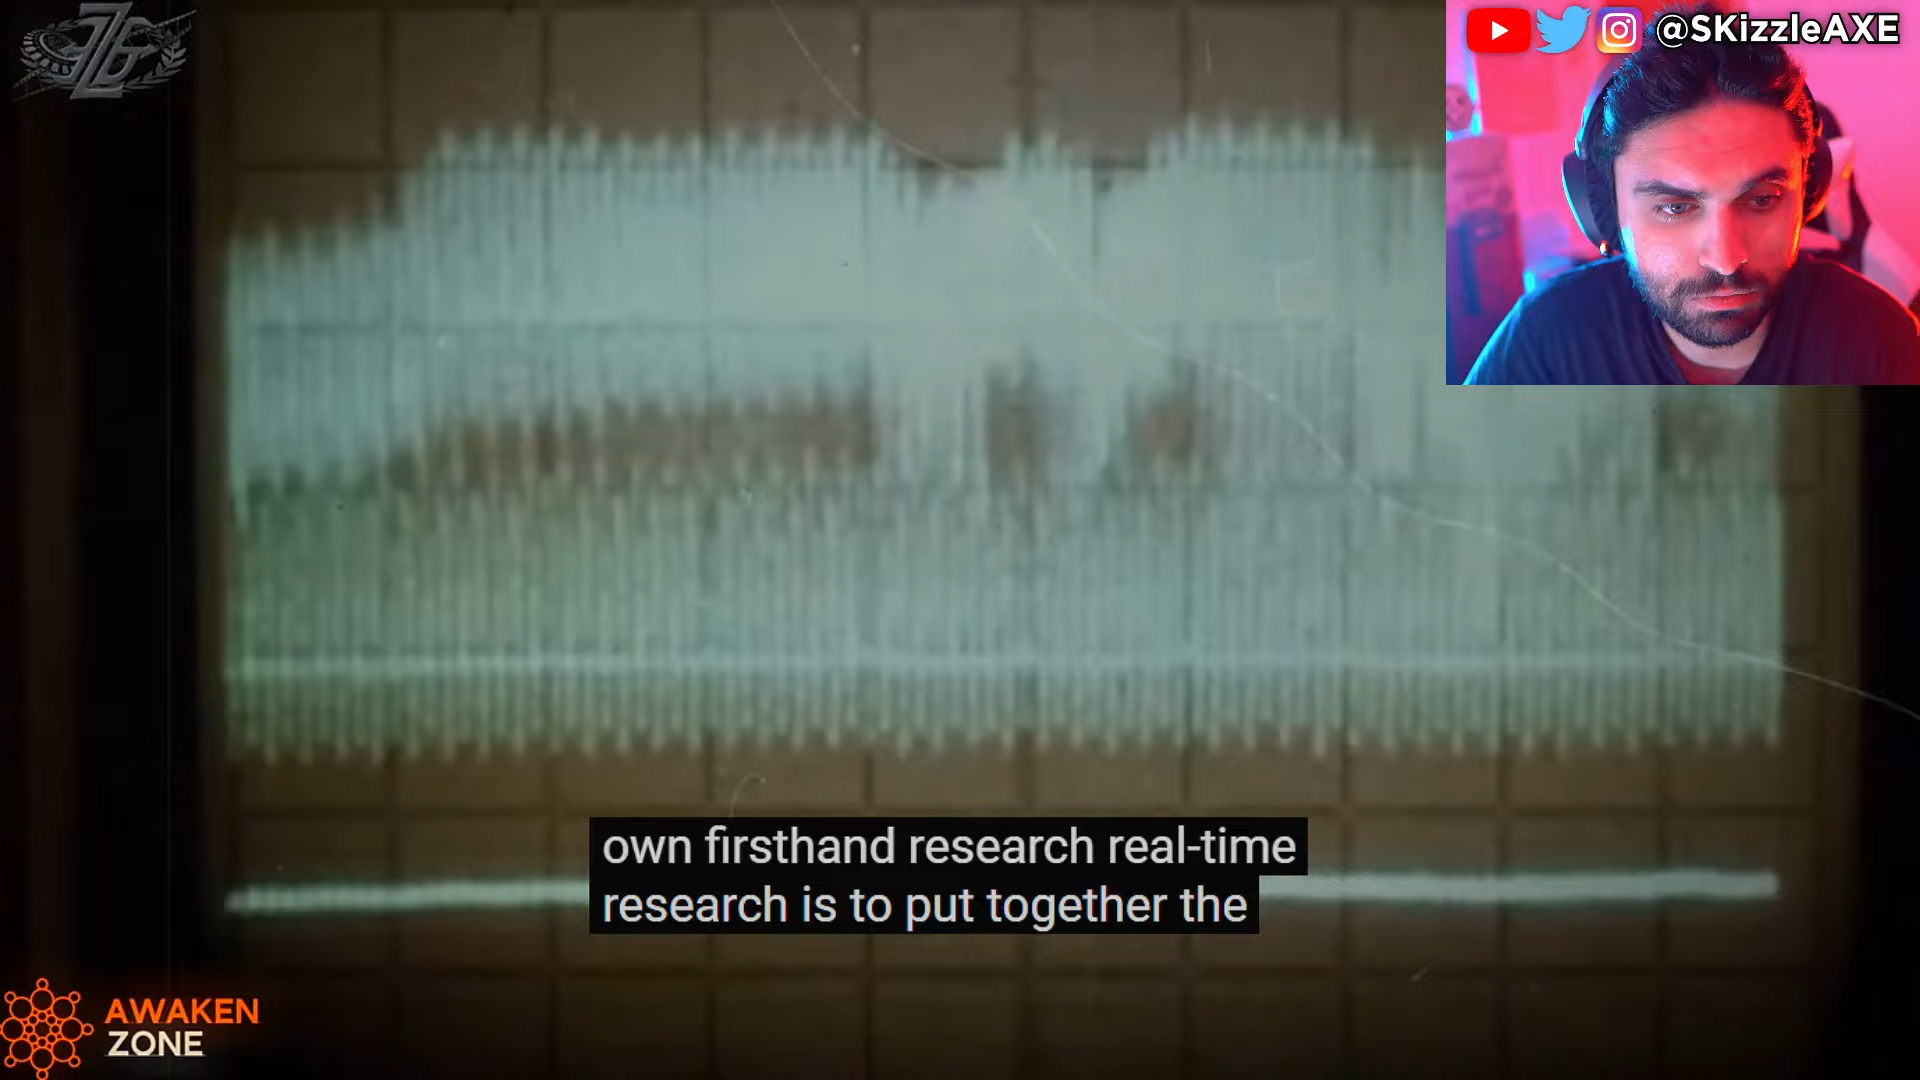 @SKizzleAXE
own firsthand research real-time
research is to put together the
AWAKEN
ZONE